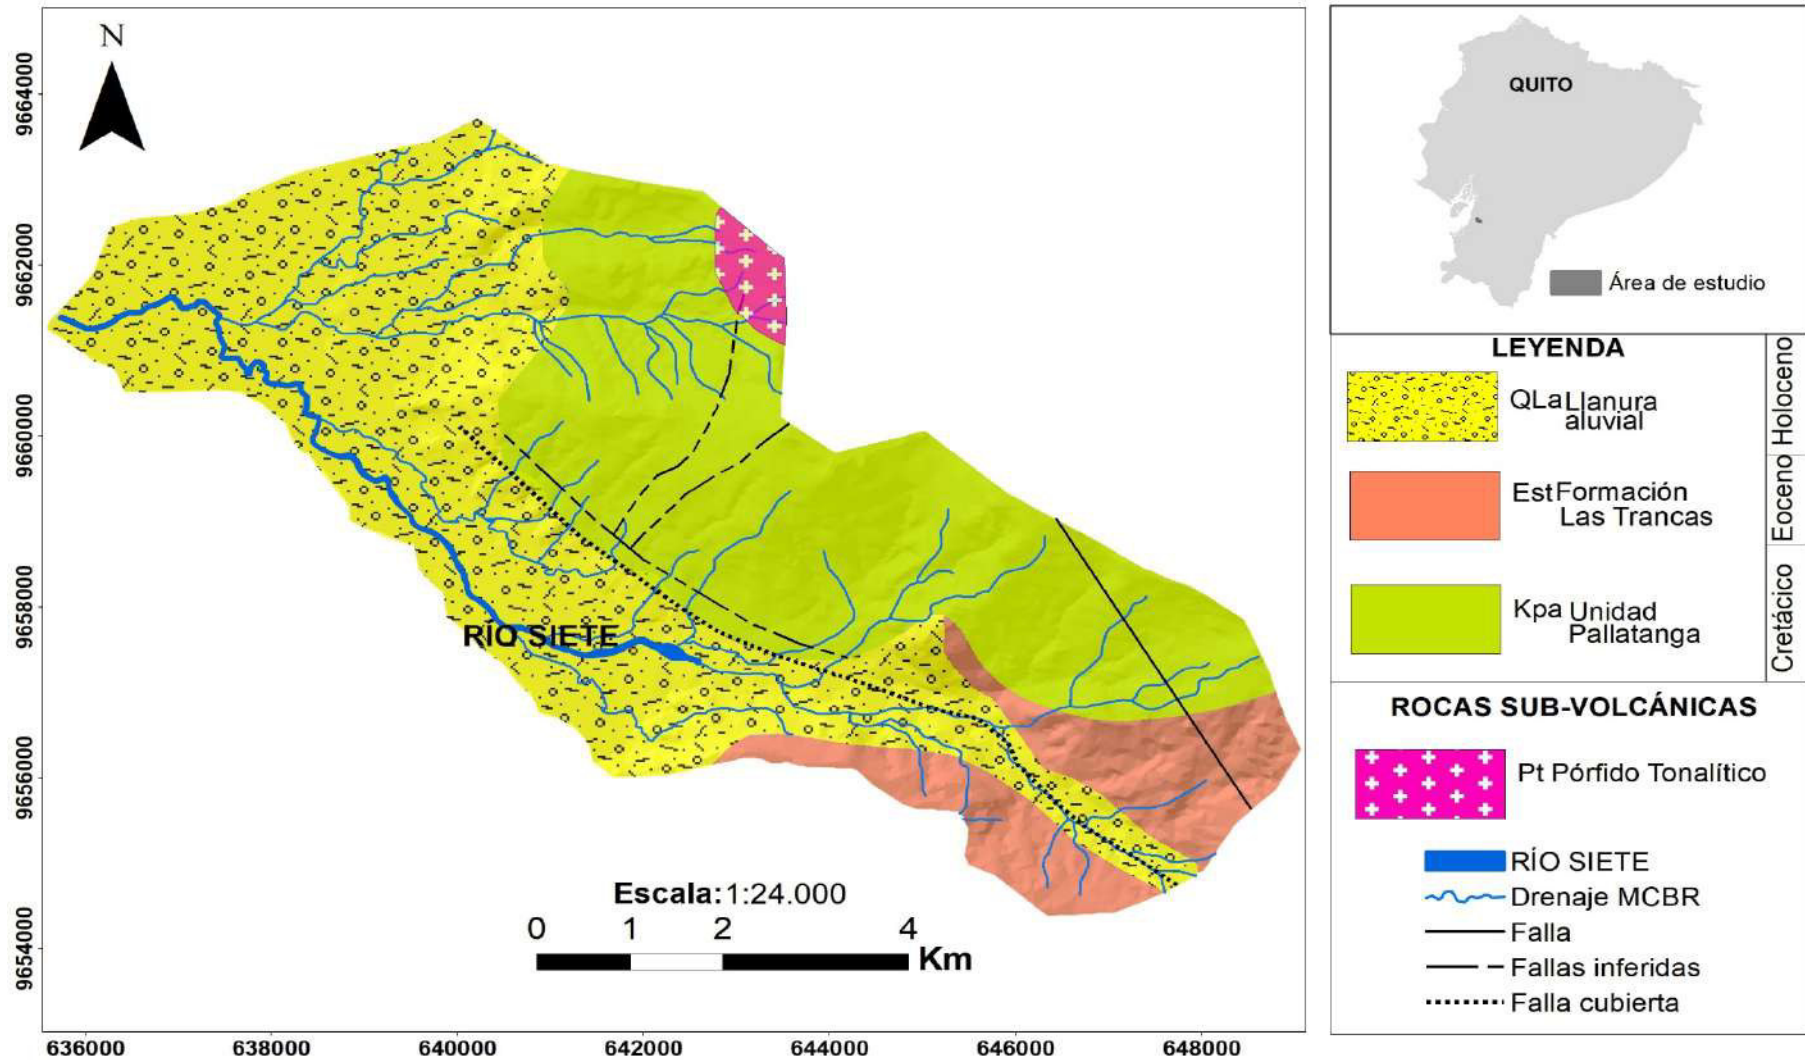 N
9664000
9662000
9660000
9658000
9656000
9654000
636000
638000
640000
642000
644000
646000
648000
RÍO SIETE
Escala:1:24.000
0 1 2 4
Km
QUITO
Área de estudio
LEYENDA
QLa Llanura
aluvial
Holoceno
Est Formación
Las Trancas
Eoceno
Kpa Unidad
Pallatanga
Cretácico
ROCAS SUB-VOLCÁNICAS
Pt Pórfido Tonalítico
RÍO SIETE
Drenaje MCBR
Falla
Fallas inferidas
Falla cubierta